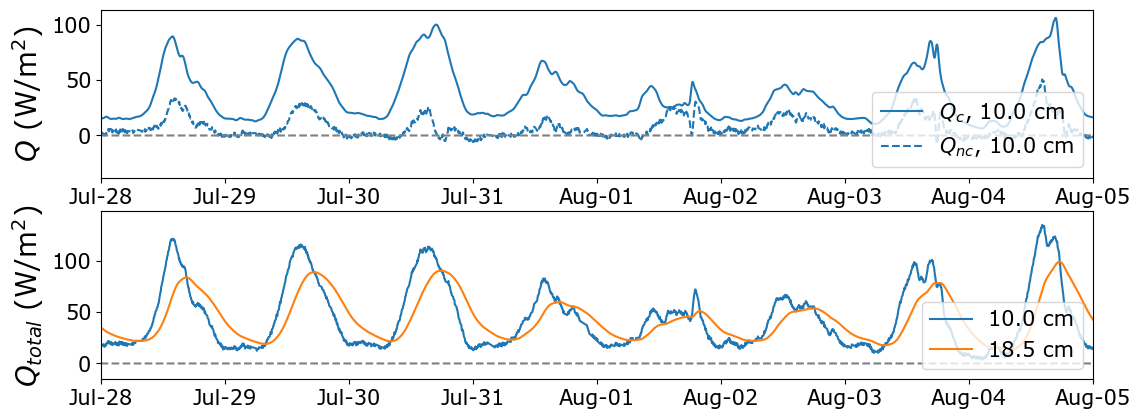 Q (W/m²)
100
50
0
Q_c, 10.0 cm
Q_nc, 10.0 cm
Jul-28 Jul-29 Jul-30 Jul-31 Aug-01 Aug-02 Aug-03 Aug-04 Aug-05
Q_total (W/m²)
100
50
0
10.0 cm
18.5 cm
Jul-28 Jul-29 Jul-30 Jul-31 Aug-01 Aug-02 Aug-03 Aug-04 Aug-05